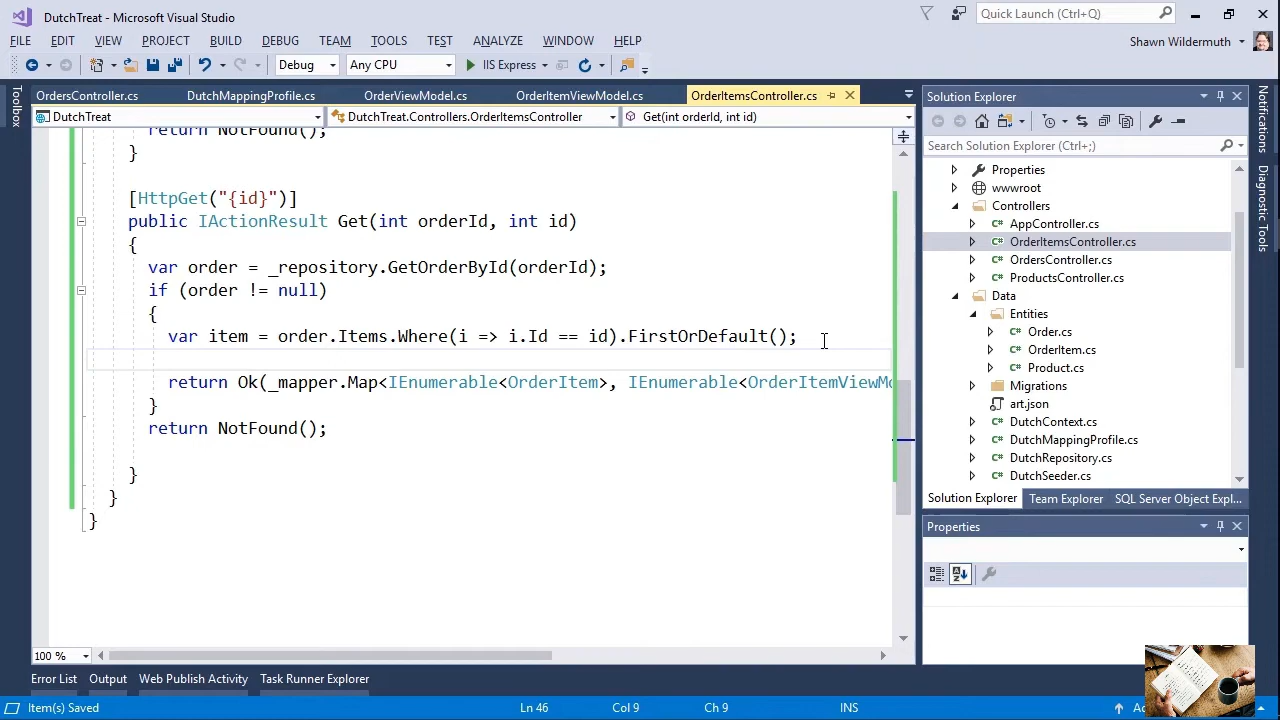 DutchTreat - Microsoft Visual Studio
Quick Launch (Ctrl+Q)
FILE EDIT VIEW PROJECT BUILD DEBUG TEAM TOOLS TEST ANALYZE WINDOW HELP
Shawn Wildermuth
Debug Any CPU IIS Express
Toolbox
OrdersController.cs DutchMappingProfile.cs OrderViewModel.cs OrderItemViewModel.cs OrderItemsController.cs
DutchTreat DutchTreat.Controllers.OrderItemsController Get(int orderId, int id)
return NotFound();
}
[HttpGet("{id}")]
public IActionResult Get(int orderId, int id)
{
var order = _repository.GetOrderById(orderId);
if (order != null)
{
var item = order.Items.Where(i => i.Id == id).FirstOrDefault();
return Ok(_mapper.Map<IEnumerable<OrderItem>, IEnumerable<OrderItemViewMo
}
return NotFound();
}
}
}
100 %
Solution Explorer
Search Solution Explorer (Ctrl+;)
Properties
wwwroot
Controllers
AppController.cs
OrderItemsController.cs
OrdersController.cs
ProductsController.cs
Data
Entities
Order.cs
OrderItem.cs
Product.cs
Migrations
art.json
DutchContext.cs
DutchMappingProfile.cs
DutchRepository.cs
DutchSeeder.cs
Solution Explorer Team Explorer SQL Server Object Expl...
Properties
Notifications
Diagnostic Tools
Error List Output Web Publish Activity Task Runner Explorer
Item(s) Saved Ln 46 Col 9 Ch 9 INS